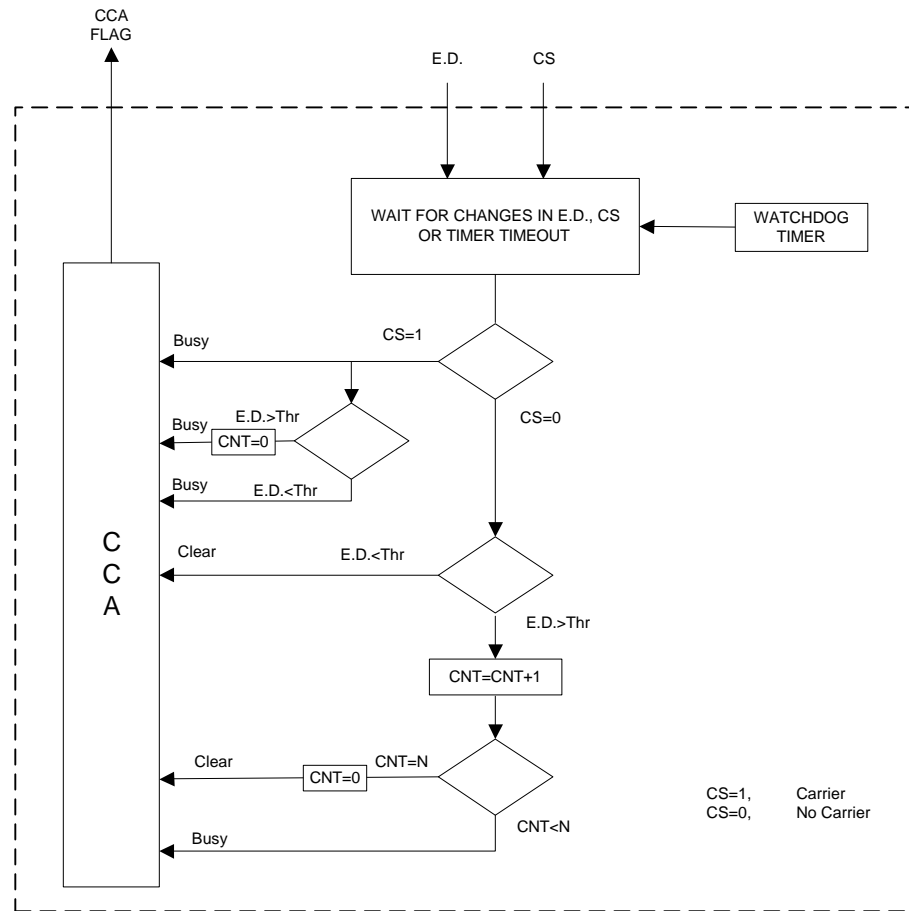 CCA
FLAG
E.D.
CS
WAIT FOR CHANGES IN E.D., CS
OR TIMER TIMEOUT
WATCHDOG
TIMER
Busy
CS=1
CS=0
Busy
E.D.>Thr
CNT=0
Busy
E.D.<Thr
C
C
A
Clear
E.D.<Thr
E.D.>Thr
CNT=CNT+1
Clear
CNT=0
CNT=N
CNT<N
Busy
CS=1, Carrier
CS=0, No Carrier